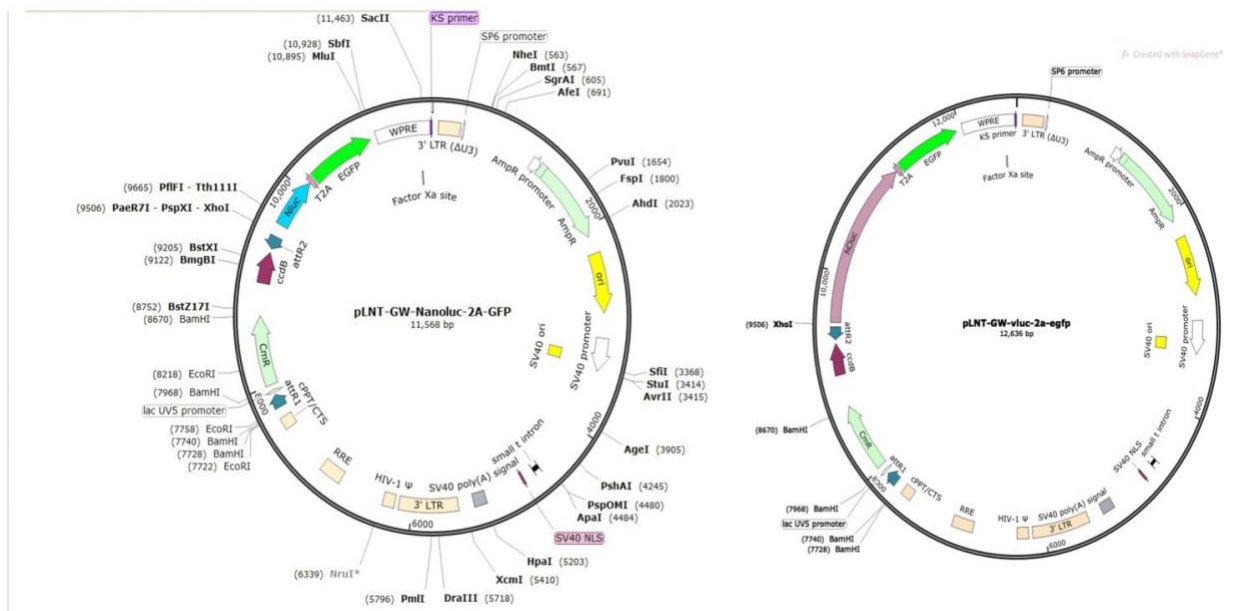 (11,463) SacII
KS primer
SP6 promoter
(10,928) SbfI
(10,895) MluI
NheI (563)
BmtI (567)
SgrAI (605)
AfeI (691)
WPRE
3' LTR (ΔU3)
Factor Xa site
EGFP
T2A
Nluc
10,000
(9665) PflFI - Tth111I
(9506) PaeR7I - PspXI - XhoI
(9205) BstXI
(9122) BmgBI
attR2
ccdB
(8752) BstZ17I
(8670) BamHI
CmR
(8218) EcoRI
(7968) BamHI
lac UV5 promoter
8000
attR1
cPPT/CTS
(7758) EcoRI
(7740) BamHI
(7728) BamHI
(7722) EcoRI
RRE
HIV-1 Ψ
3' LTR
6000
SV40 poly(A) signal
small t intron
SV40 NLS
(6339) NruI*
(5796) PmlI
DraIII (5718)
XcmI (5410)
HpaI (5203)
ApaI (4484)
PspOMI (4480)
PshAI (4245)
4000
AgeI (3905)
AvrII (3415)
StuI (3414)
SfiI (3368)
SV40 promoter
SV40 ori
ori
AmpR
AmpR promoter
2000
AhdI (2023)
FspI (1800)
PvuI (1654)
pLNT-GW-Nanoluc-2A-GFP
11,568 bp
Created with SnapGene®
SP6 promoter
12,000
WPRE
KS primer
3' LTR (ΔU3)
Factor Xa site
EGFP
T2A
hCluc
10,000
(9506) XhoI
attR2
ccdB
(8670) BamHI
CmR
attR1
8000
cPPT/CTS
(7968) BamHI
lac UV5 promoter
(7740) BamHI
(7728) BamHI
RRE
HIV-1 Ψ
3' LTR
6000
SV40 poly(A) signal
SV40 NLS
small t intron
4000
SV40 promoter
SV40 ori
ori
AmpR
AmpR promoter
2000
pLNT-GW-vluc-2a-egfp
12,636 bp